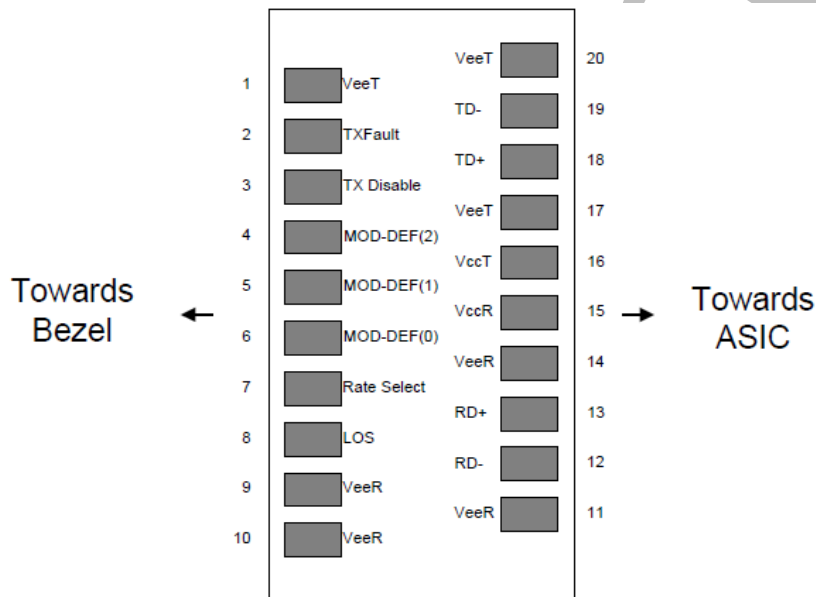 VeeT 20
1 VeeT
TD- 19
2 TXFault
TD+ 18
3 TX Disable
VeeT 17
4 MOD-DEF(2)
VccT 16
5 MOD-DEF(1)
Towards
Bezel
VccR 15
Towards
ASIC
6 MOD-DEF(0)
VeeR 14
7 Rate Select
RD+ 13
8 LOS
RD- 12
9 VeeR
VeeR 11
10 VeeR